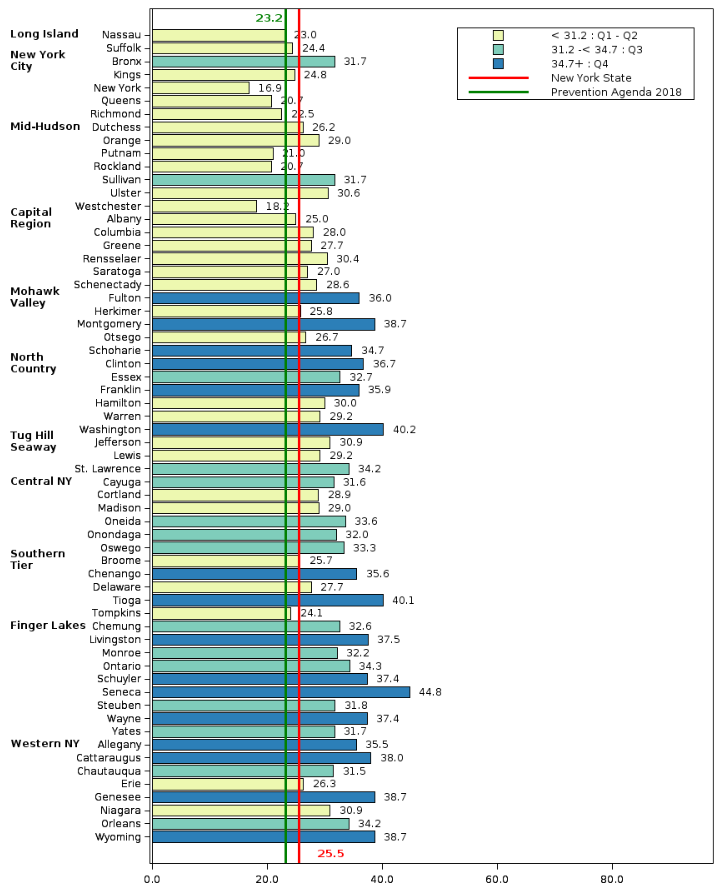 23.2
< 31.2 : Q1 - Q2
31.2 -< 34.7 : Q3
34.7+ : Q4
New York State
Prevention Agenda 2018
Long Island
Nassau 23.0
Suffolk 24.4
New York
City
Bronx 31.7
Kings 24.8
New York 16.9
Queens 20.7
Richmond 22.5
Mid-Hudson
Dutchess 26.2
Orange 29.0
Putnam 21.0
Rockland 20.7
Sullivan 31.7
Ulster 30.6
Westchester 18.2
Capital
Region
Albany 25.0
Columbia 28.0
Greene 27.7
Rensselaer 30.4
Saratoga 27.0
Schenectady 28.6
Mohawk
Valley
Fulton 36.0
Herkimer 25.8
Montgomery 38.7
Otsego 26.7
Schoharie 34.7
North
Country
Clinton 36.7
Essex 32.7
Franklin 35.9
Hamilton 30.0
Warren 29.2
Washington 40.2
Tug Hill
Seaway
Jefferson 30.9
Lewis 29.2
St. Lawrence 34.2
Central NY
Cayuga 31.6
Cortland 28.9
Madison 29.0
Oneida 33.6
Onondaga 32.0
Oswego 33.3
Southern
Tier
Broome 25.7
Chenango 35.6
Delaware 27.7
Tioga 40.1
Tompkins 24.1
Finger Lakes
Chemung 32.6
Livingston 37.5
Monroe 32.2
Ontario 34.3
Schuyler 37.4
Seneca 44.8
Steuben 31.8
Wayne 37.4
Yates 31.7
Western NY
Allegany 35.5
Cattaraugus 38.0
Chautauqua 31.5
Erie 26.3
Genesee 38.7
Niagara 30.9
Orleans 34.2
Wyoming 38.7
25.5
0.0 20.0 40.0 60.0 80.0